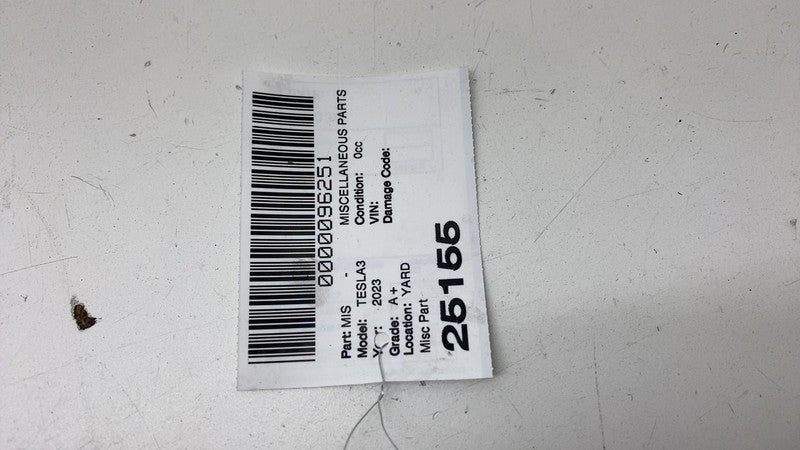 0000096251
Part: MIS - MISCELLANEOUS PARTS
Model: TESLA3 Condition: 0cc
Year: 2023 VIN:
Grade: A+ Damage Code:
Location: YARD
Misc Part
25155